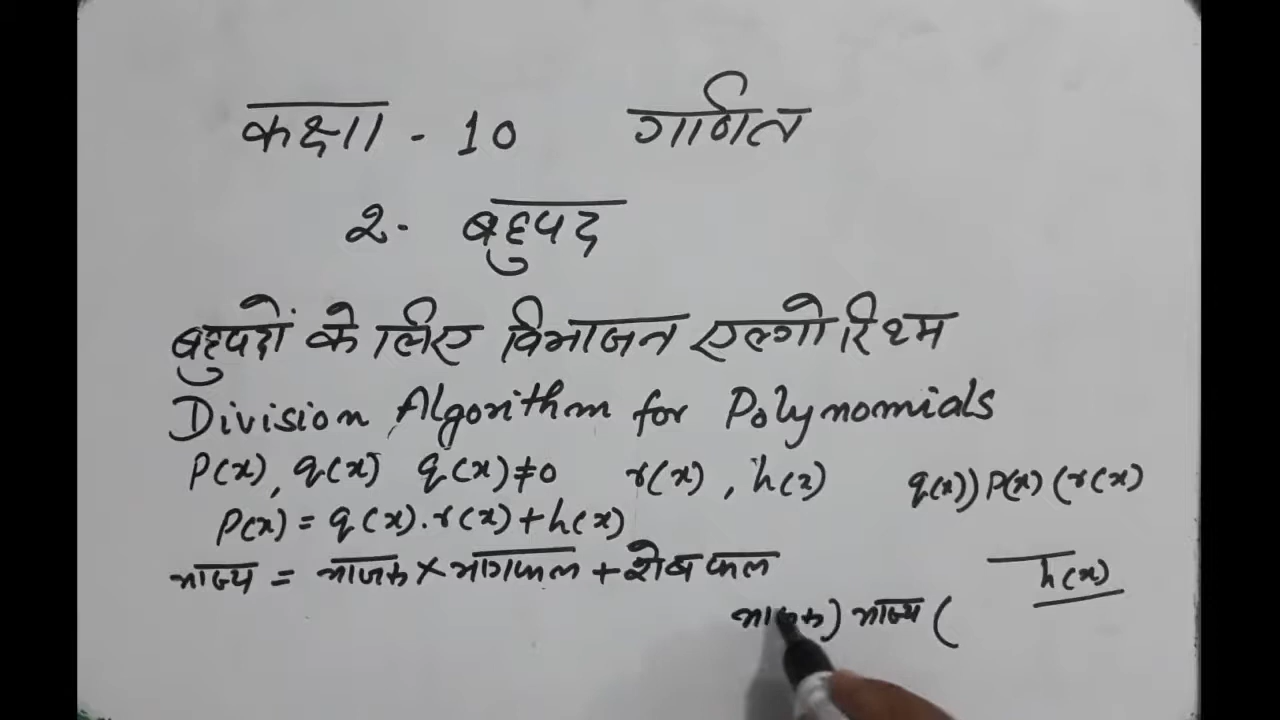 कक्षा - 10 गणित
2. बहुपद
बहुपदों के लिए विभाजन एल्गोरिथ्म
Division Algorithm for Polynomials
P(x), q(x) q(x)≠0 r(x), h(x) q(x))P(x)(r(x)
P(x) = q(x).r(x)+h(x)
h(x)
भाज्य = भाजक × भागफल + शेषफल
भाजक) भाज्य (